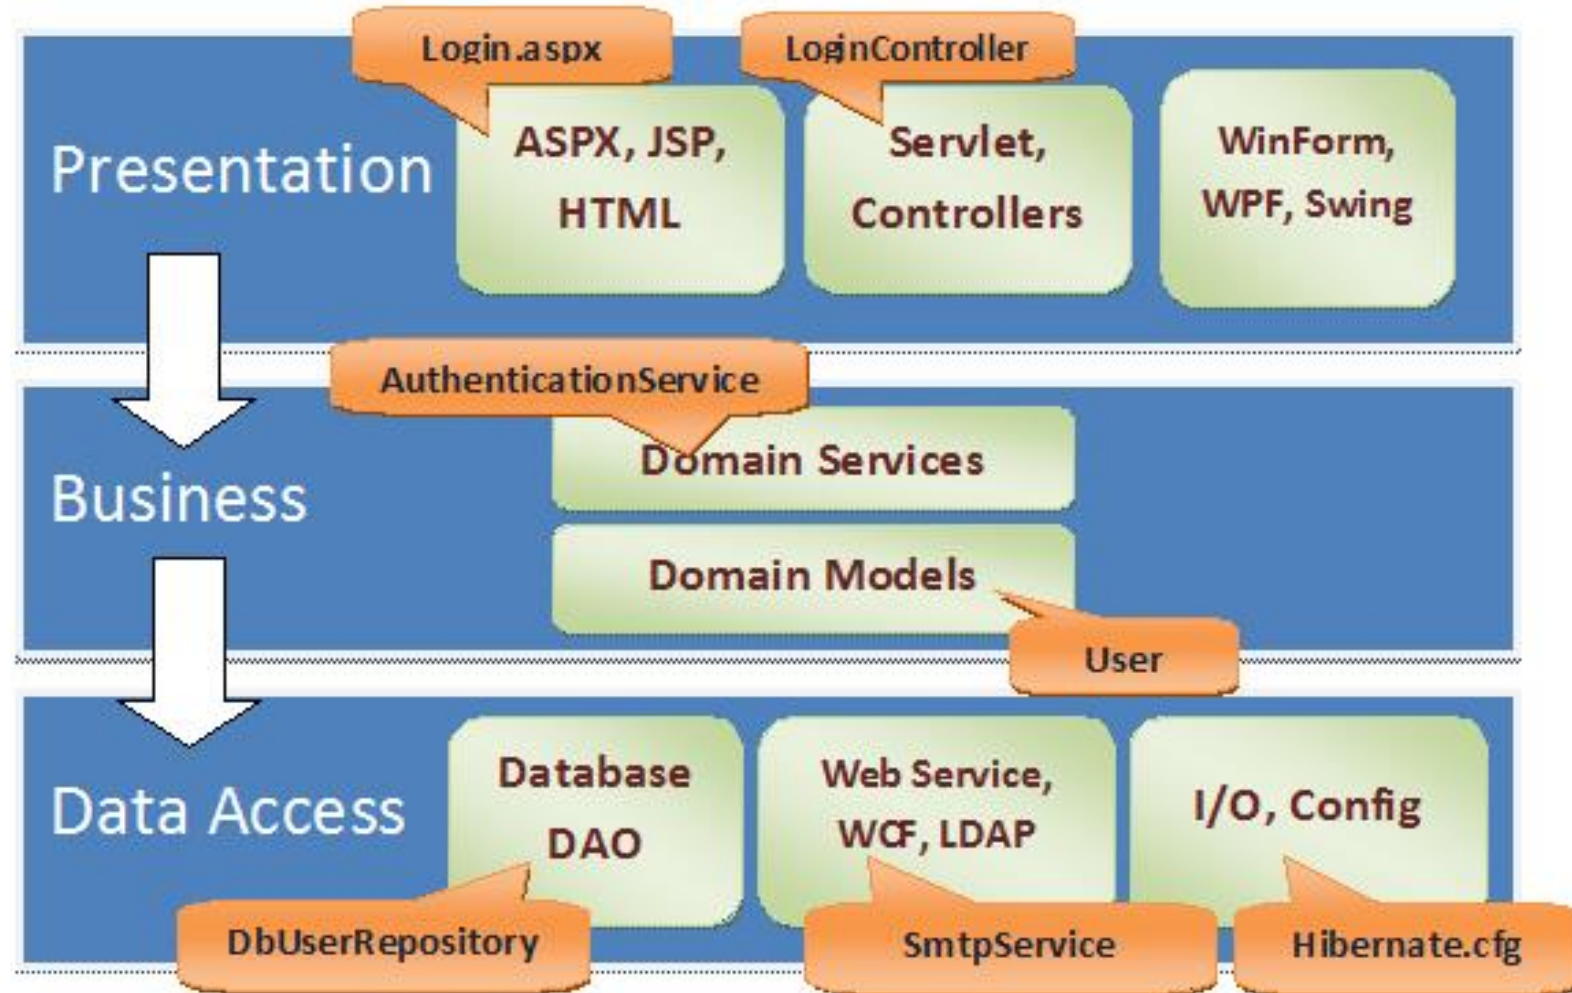 Login.aspx
LoginController
Presentation
ASPX, JSP,
HTML
Servlet,
Controllers
WinForm,
WPF, Swing
AuthenticationService
Business
Domain Services
Domain Models
User
Data Access
Database
DAO
Web Service,
WCF, LDAP
I/O, Config
DbUserRepository
SmtpService
Hibernate.cfg